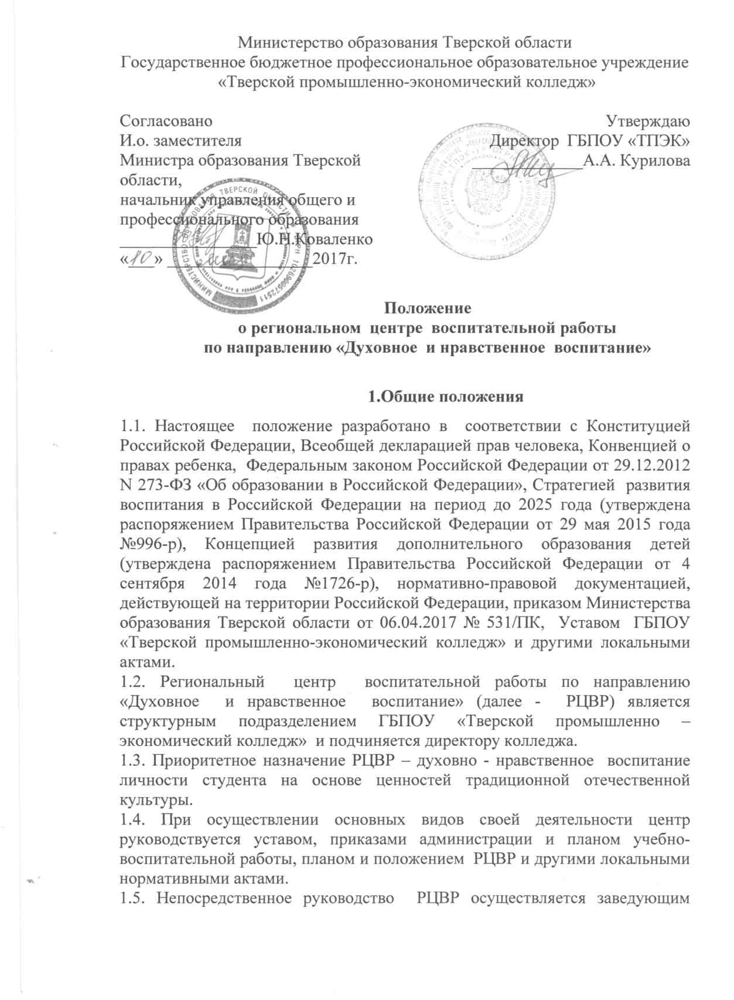 Министерство образования Тверской области
Государственное бюджетное профессиональное образовательное учреждение
«Тверской промышленно-экономический колледж»
Согласовано
И.о. заместителя
Министра образования Тверской
области,
начальник управления общего и
профессионального образования
________________Ю.Н.Коваленко
«10» _________________2017г.
Утверждаю
Директор ГБПОУ «ТПЭК»
_____________А.А. Курилова
МИНИСТЕРСТВО ОБРАЗОВАНИЯ ТВЕРСКОЙ ОБЛАСТИ
ОГРН 1026900572511
Положение
о региональном центре воспитательной работы
по направлению «Духовное и нравственное воспитание»
1.Общие положения
1.1. Настоящее положение разработано в соответствии с Конституцией
Российской Федерации, Всеобщей декларацией прав человека, Конвенцией о
правах ребенка, Федеральным законом Российской Федерации от 29.12.2012
N 273-ФЗ «Об образовании в Российской Федерации», Стратегией развития
воспитания в Российской Федерации на период до 2025 года (утверждена
распоряжением Правительства Российской Федерации от 29 мая 2015 года
№996-р), Концепцией развития дополнительного образования детей
(утверждена распоряжением Правительства Российской Федерации от 4
сентября 2014 года №1726-р), нормативно-правовой документацией,
действующей на территории Российской Федерации, приказом Министерства
образования Тверской области от 06.04.2017 № 531/ПК, Уставом ГБПОУ
«Тверской промышленно-экономический колледж» и другими локальными
актами.
1.2. Региональный центр воспитательной работы по направлению
«Духовное и нравственное воспитание» (далее - РЦВР) является
структурным подразделением ГБПОУ «Тверской промышленно –
экономический колледж» и подчиняется директору колледжа.
1.3. Приоритетное назначение РЦВР – духовно - нравственное воспитание
личности студента на основе ценностей традиционной отечественной
культуры.
1.4. При осуществлении основных видов своей деятельности центр
руководствуется уставом, приказами администрации и планом учебно-
воспитательной работы, планом и положением РЦВР и другими локальными
нормативными актами.
1.5. Непосредственное руководство РЦВР осуществляется заведующим